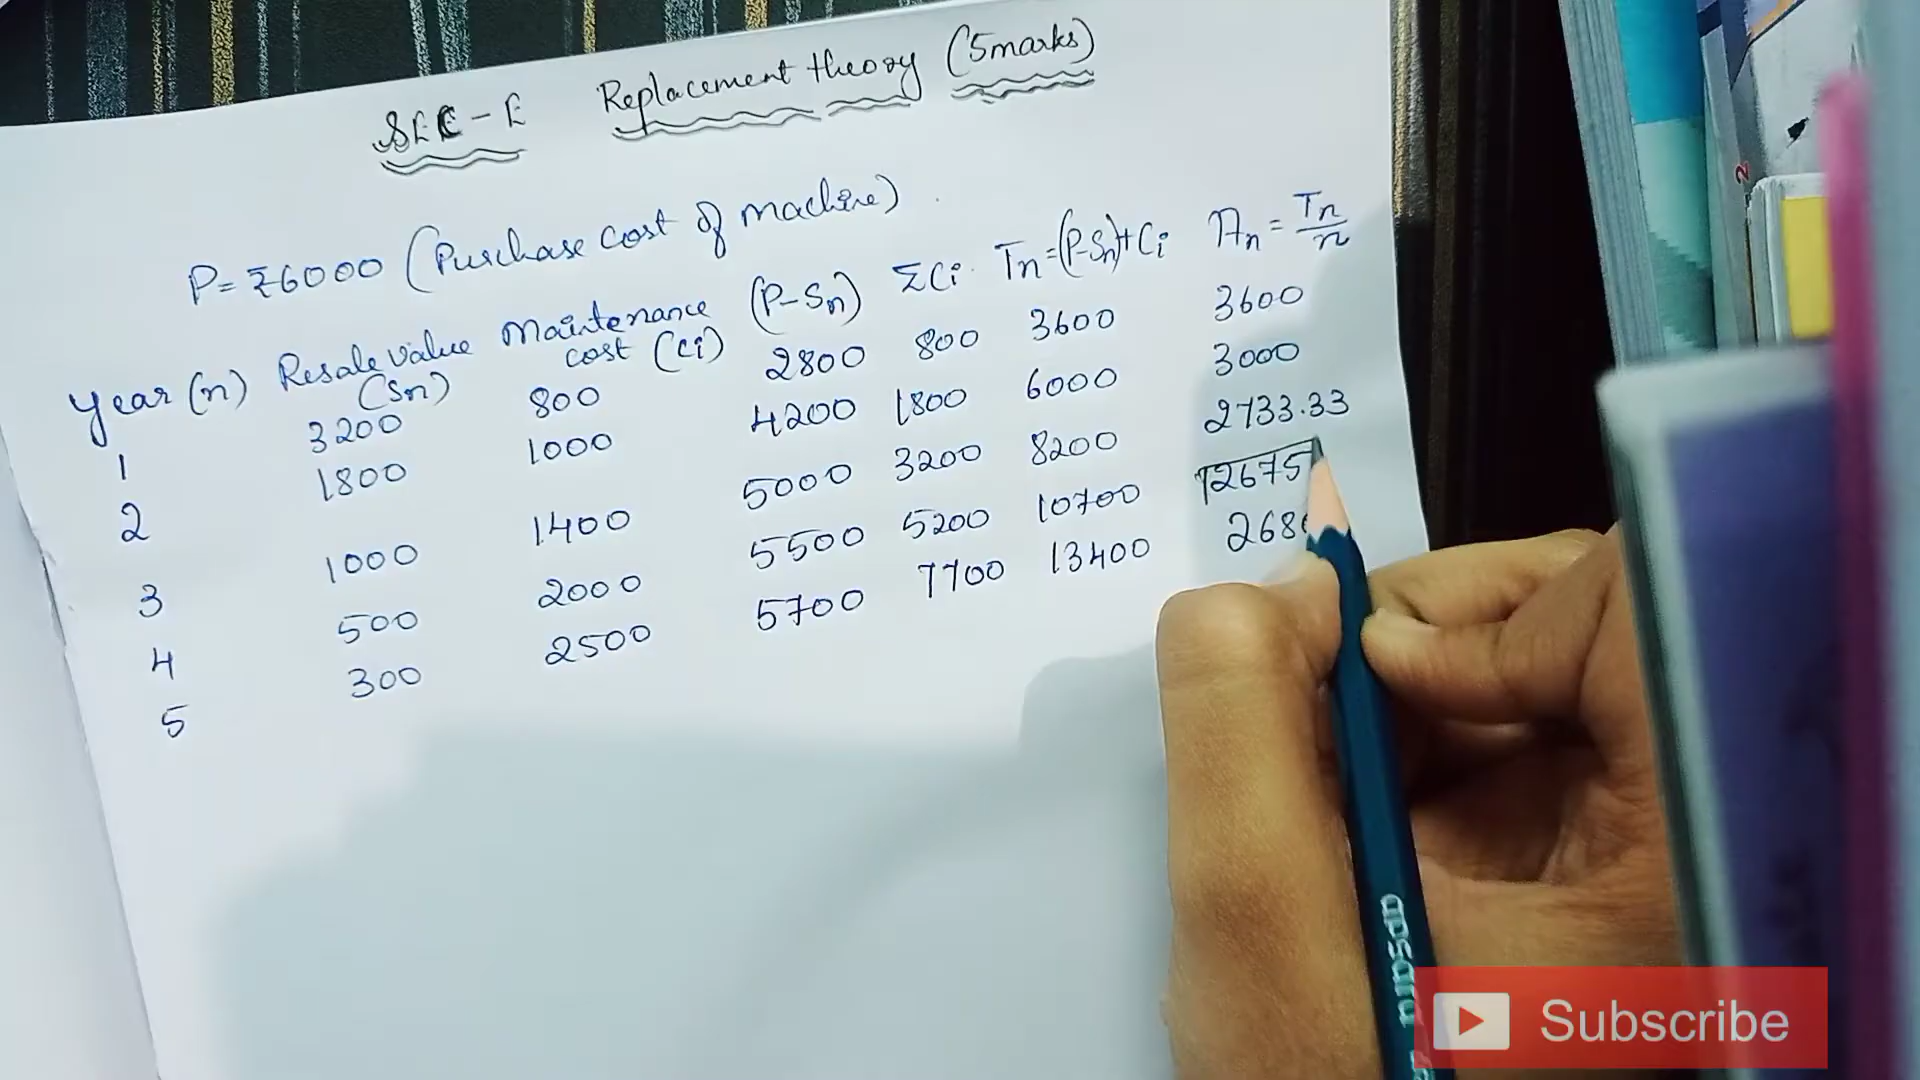 SEC-E Replacement theory (5marks)
P=₹6000 (Purchase cost of machine)
Year (n) Resale value (Sn) Maintenance cost (Ci) (P-Sn) ΣCi Tn=(P-Sn)+Ci An=Tn/n
1 3200 800 2800 800 3600 3600
2 1800 1000 4200 1800 6000 3000
3 1000 1400 5000 3200 8200 2733.33
4 500 2000 5500 5200 10700 2675
5 300 2500 5700 7700 13400 268
Subscribe